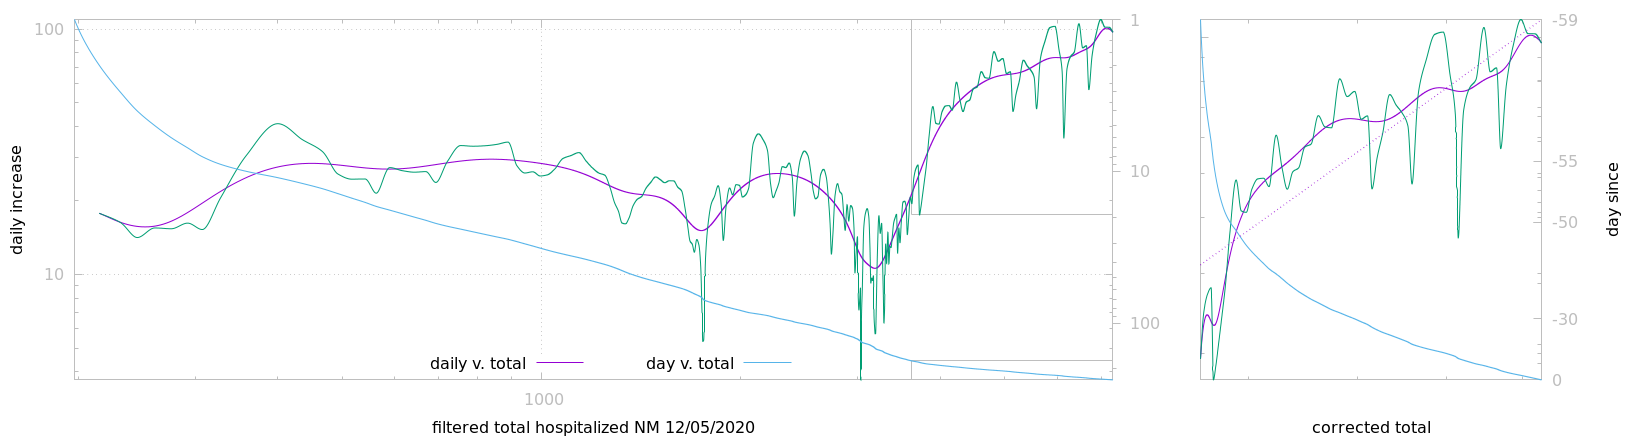 100
10
daily increase
1000
filtered total hospitalized NM 12/05/2020
daily v. total
day v. total
1
10
100
-59
-55
-50
-30
0
day since
corrected total